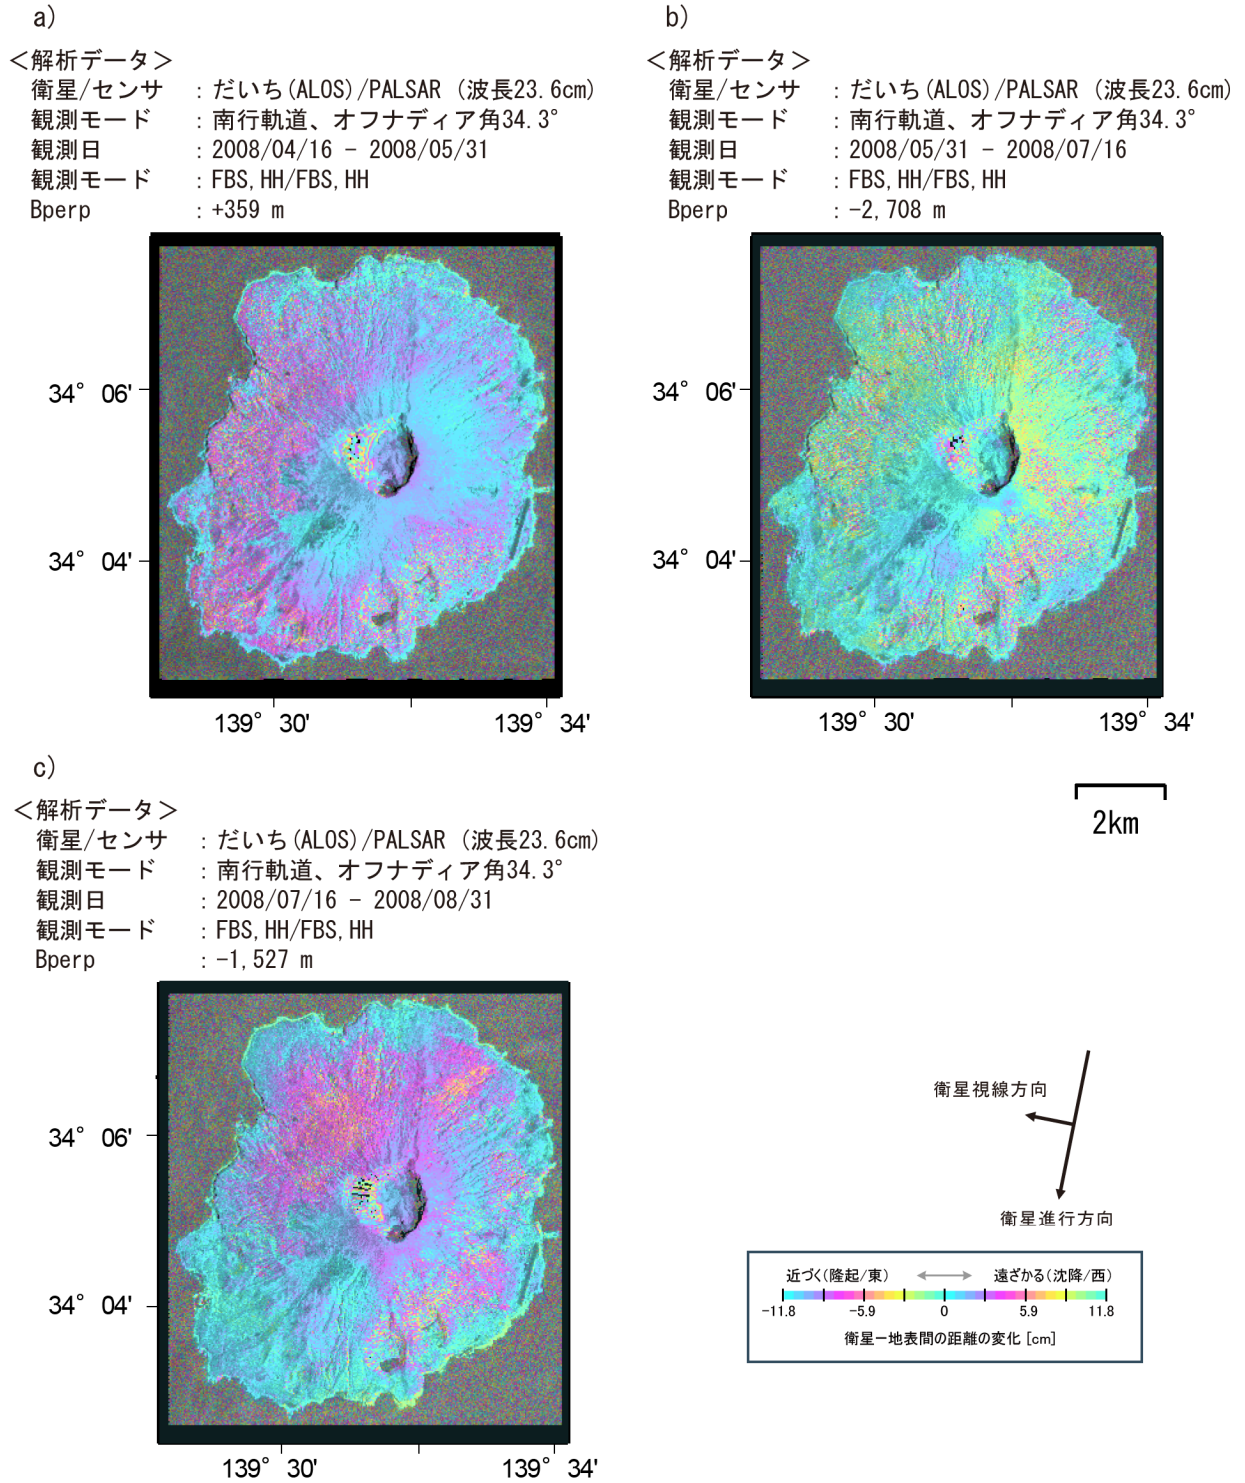 a)
<解析データ>
衛星/センサ : だいち(ALOS)/PALSAR (波長23.6cm)
観測モード : 南行軌道、オフナディア角34.3°
観測日 : 2008/04/16 - 2008/05/31
観測モード : FBS,HH/FBS,HH
Bperp : +359 m
34° 06'
34° 04'
139° 30'
139° 34'
b)
<解析データ>
衛星/センサ : だいち(ALOS)/PALSAR (波長23.6cm)
観測モード : 南行軌道、オフナディア角34.3°
観測日 : 2008/05/31 - 2008/07/16
観測モード : FBS,HH/FBS,HH
Bperp : -2,708 m
34° 06'
34° 04'
139° 30'
139° 34'
c)
<解析データ>
衛星/センサ : だいち(ALOS)/PALSAR (波長23.6cm)
観測モード : 南行軌道、オフナディア角34.3°
観測日 : 2008/07/16 - 2008/08/31
観測モード : FBS,HH/FBS,HH
Bperp : -1,527 m
34° 06'
34° 04'
139° 30'
139° 34'
2km
衛星視線方向
衛星進行方向
近づく(隆起/東) 遠ざかる(沈降/西)
-11.8 -5.9 0 5.9 11.8
衛星−地表間の距離の変化 [cm]